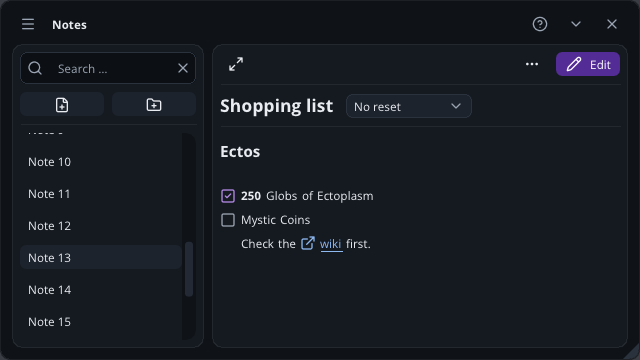 Notes
Search ...
Edit
Shopping list
No reset
Note 10
Note 11
Note 12
Note 13
Note 14
Note 15
Ectos
250 Globs of Ectoplasm
Mystic Coins
Check the wiki first.